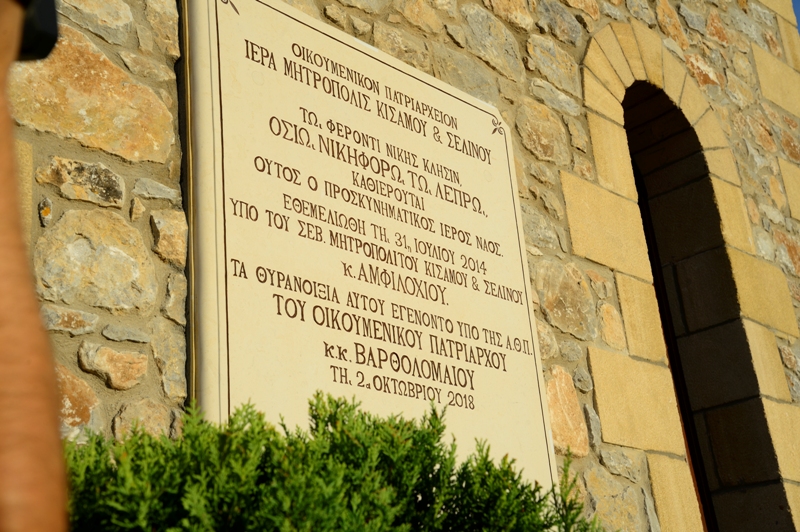 ΟΙΚΟΥΜΕΝΙΚΟΝ ΠΑΤΡΙΑΡΧΕΙΟΝ
ΙΕΡΑ ΜΗΤΡΟΠΟΛΙΣ ΚΙΣΑΜΟΥ & ΣΕΛΙΝΟΥ
ΤΩ, ΦΕΡΟΝΤΙ ΝΙΚΗΣ ΚΛΗΣΙΝ
ΟΣΙΩ, ΝΙΚΗΦΟΡΩ, ΤΩ, ΛΕΠΡΩ,.
ΚΑΘΙΕΡΟΥΤΑΙ
ΟΥΤΟΣ Ο ΠΡΟΣΚΥΝΗΜΑΤΙΚΟΣ ΙΕΡΟΣ ΝΑΟΣ.
ΕΘΕΜΕΛΙΩΘΗ ΤΗ, 31η ΙΟΥΛΙΟΥ 2014
ΥΠΟ ΤΟΥ ΣΕΒ. ΜΗΤΡΟΠΟΛΙΤΟΥ ΚΙΣΑΜΟΥ & ΣΕΛΙΝΟΥ
κ. ΑΜΦΙΛΟΧΙΟΥ.
ΤΑ ΘΥΡΑΝΟΙΞΙΑ ΑΥΤΟΥ ΕΓΕΝΟΝΤΟ ΥΠΟ ΤΗΣ Α.Θ.Π.
ΤΟΥ ΟΙΚΟΥΜΕΝΙΚΟΥ ΠΑΤΡΙΑΡΧΟΥ
κ.κ. ΒΑΡΘΟΛΟΜΑΙΟΥ
ΤΗ, 2α ΟΚΤΩΒΡΙΟΥ 2018